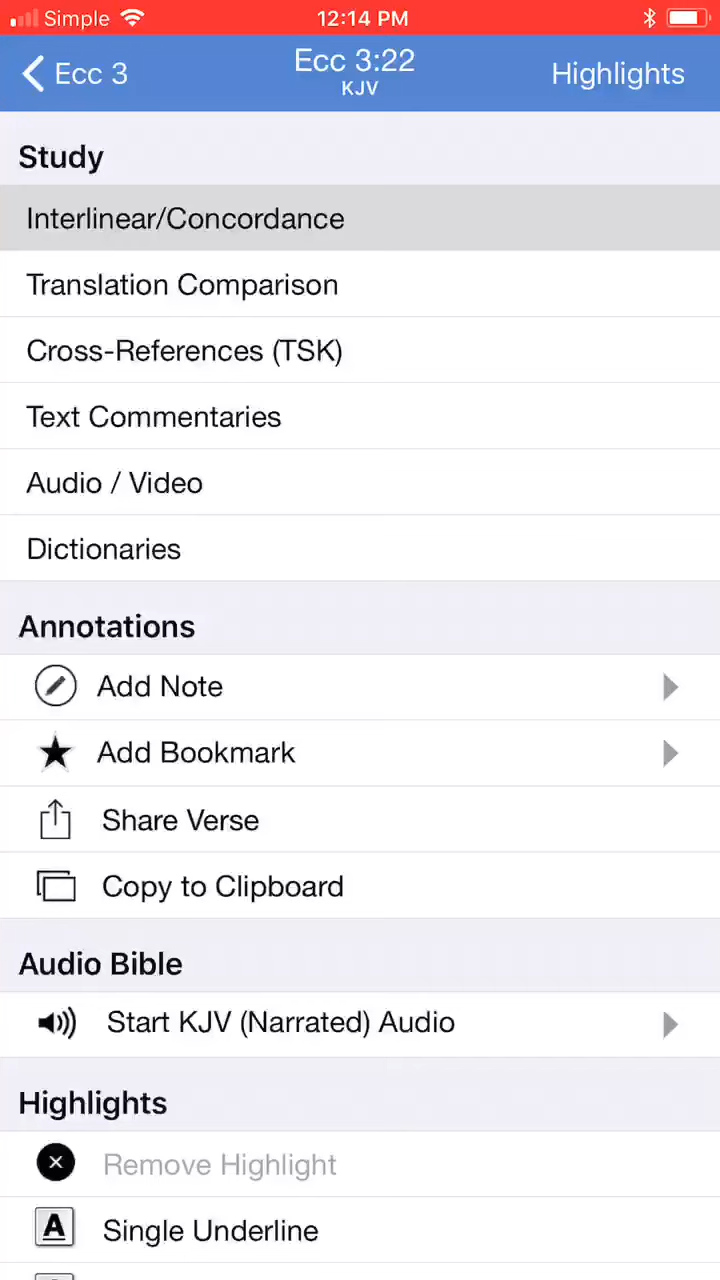 Simple 12:14 PM
Ecc 3 Ecc 3:22 Highlights
KJV
Study
Interlinear/Concordance
Translation Comparison
Cross-References (TSK)
Text Commentaries
Audio / Video
Dictionaries
Annotations
Add Note
Add Bookmark
Share Verse
Copy to Clipboard
Audio Bible
Start KJV (Narrated) Audio
Highlights
Remove Highlight
A Single Underline